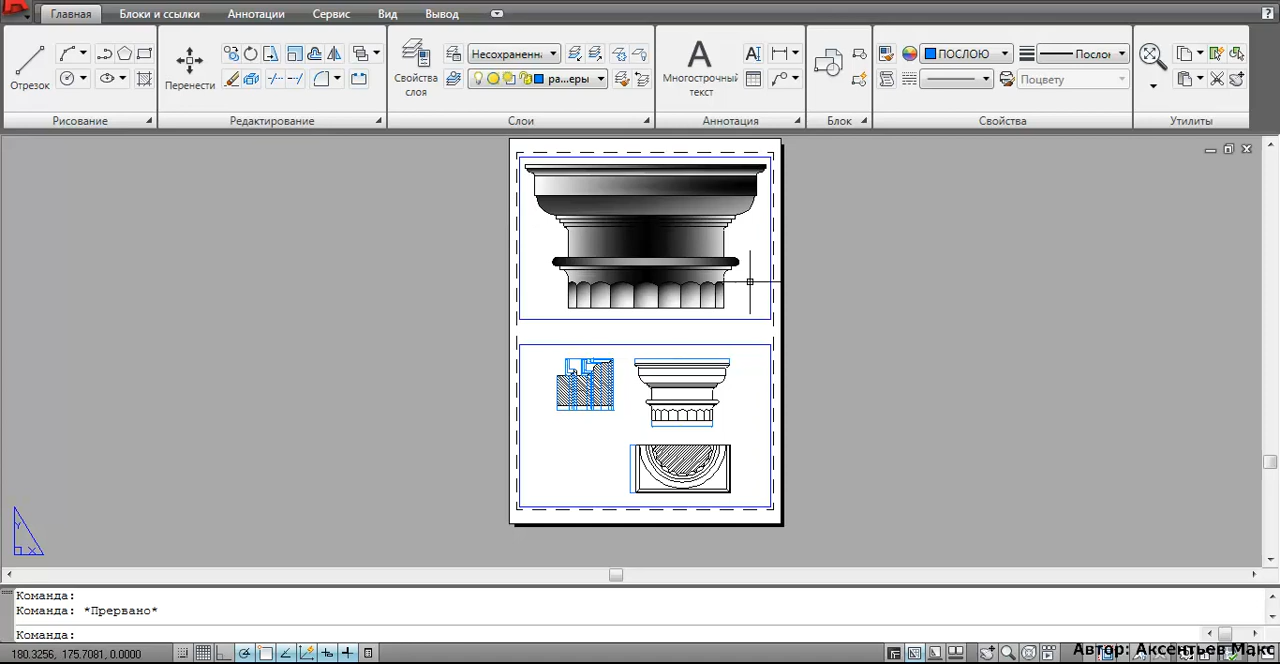 Главная Блоки и ссылки Аннотации Сервис Вид Вывод
Отрезок
Перенести
Свойства слоя
Несохраненн
ра...еры
Многострочный текст
ПОСЛОЮ
Послоі
Поцвету
Рисование Редактирование Слои Аннотация Блок Свойства Утилиты
Y
X
Команда:
Команда: *Прервано*
Команда:
180.3256, 175.7081, 0.0000
Автор: Аксентьев Макс